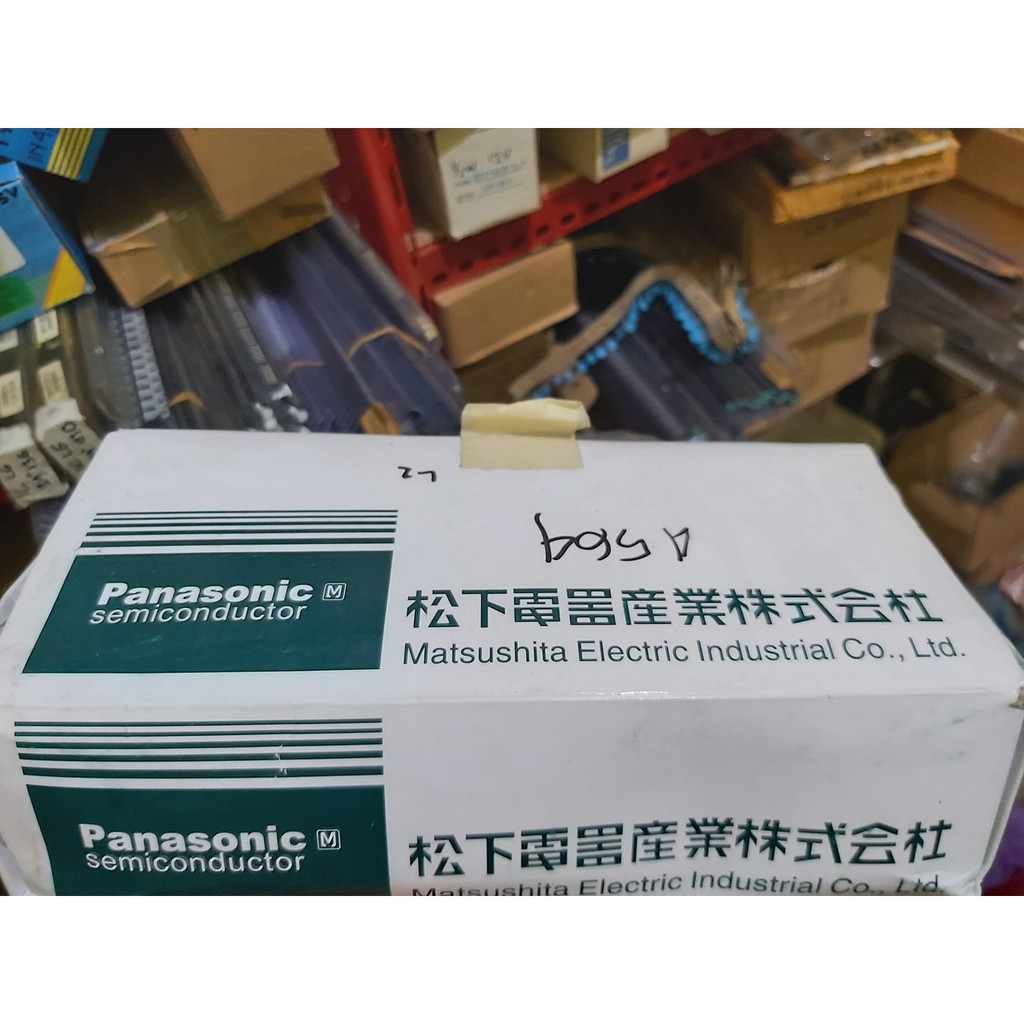 L2
A564
Panasonic M
semiconductor
松下電器産業株式会社
Matsushita Electric Industrial Co., Ltd.
Panasonic M
semiconductor
松下電器産業株式会社
Matsushita Electric Industrial Co., Ltd.